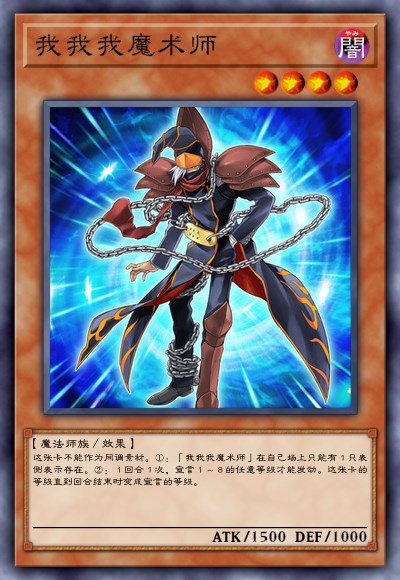 我我我魔术师
やみ
闇
【魔法师族／效果】
这张卡不能作为同调素材。①：「我我我魔术师」在自己场上只能有１只表
侧表示存在。②：１回合１次，宣言１－８的任意等级才能发动。这张卡的
等级直到回合结束时变成宣言的等级。
ATK/1500 DEF/1000